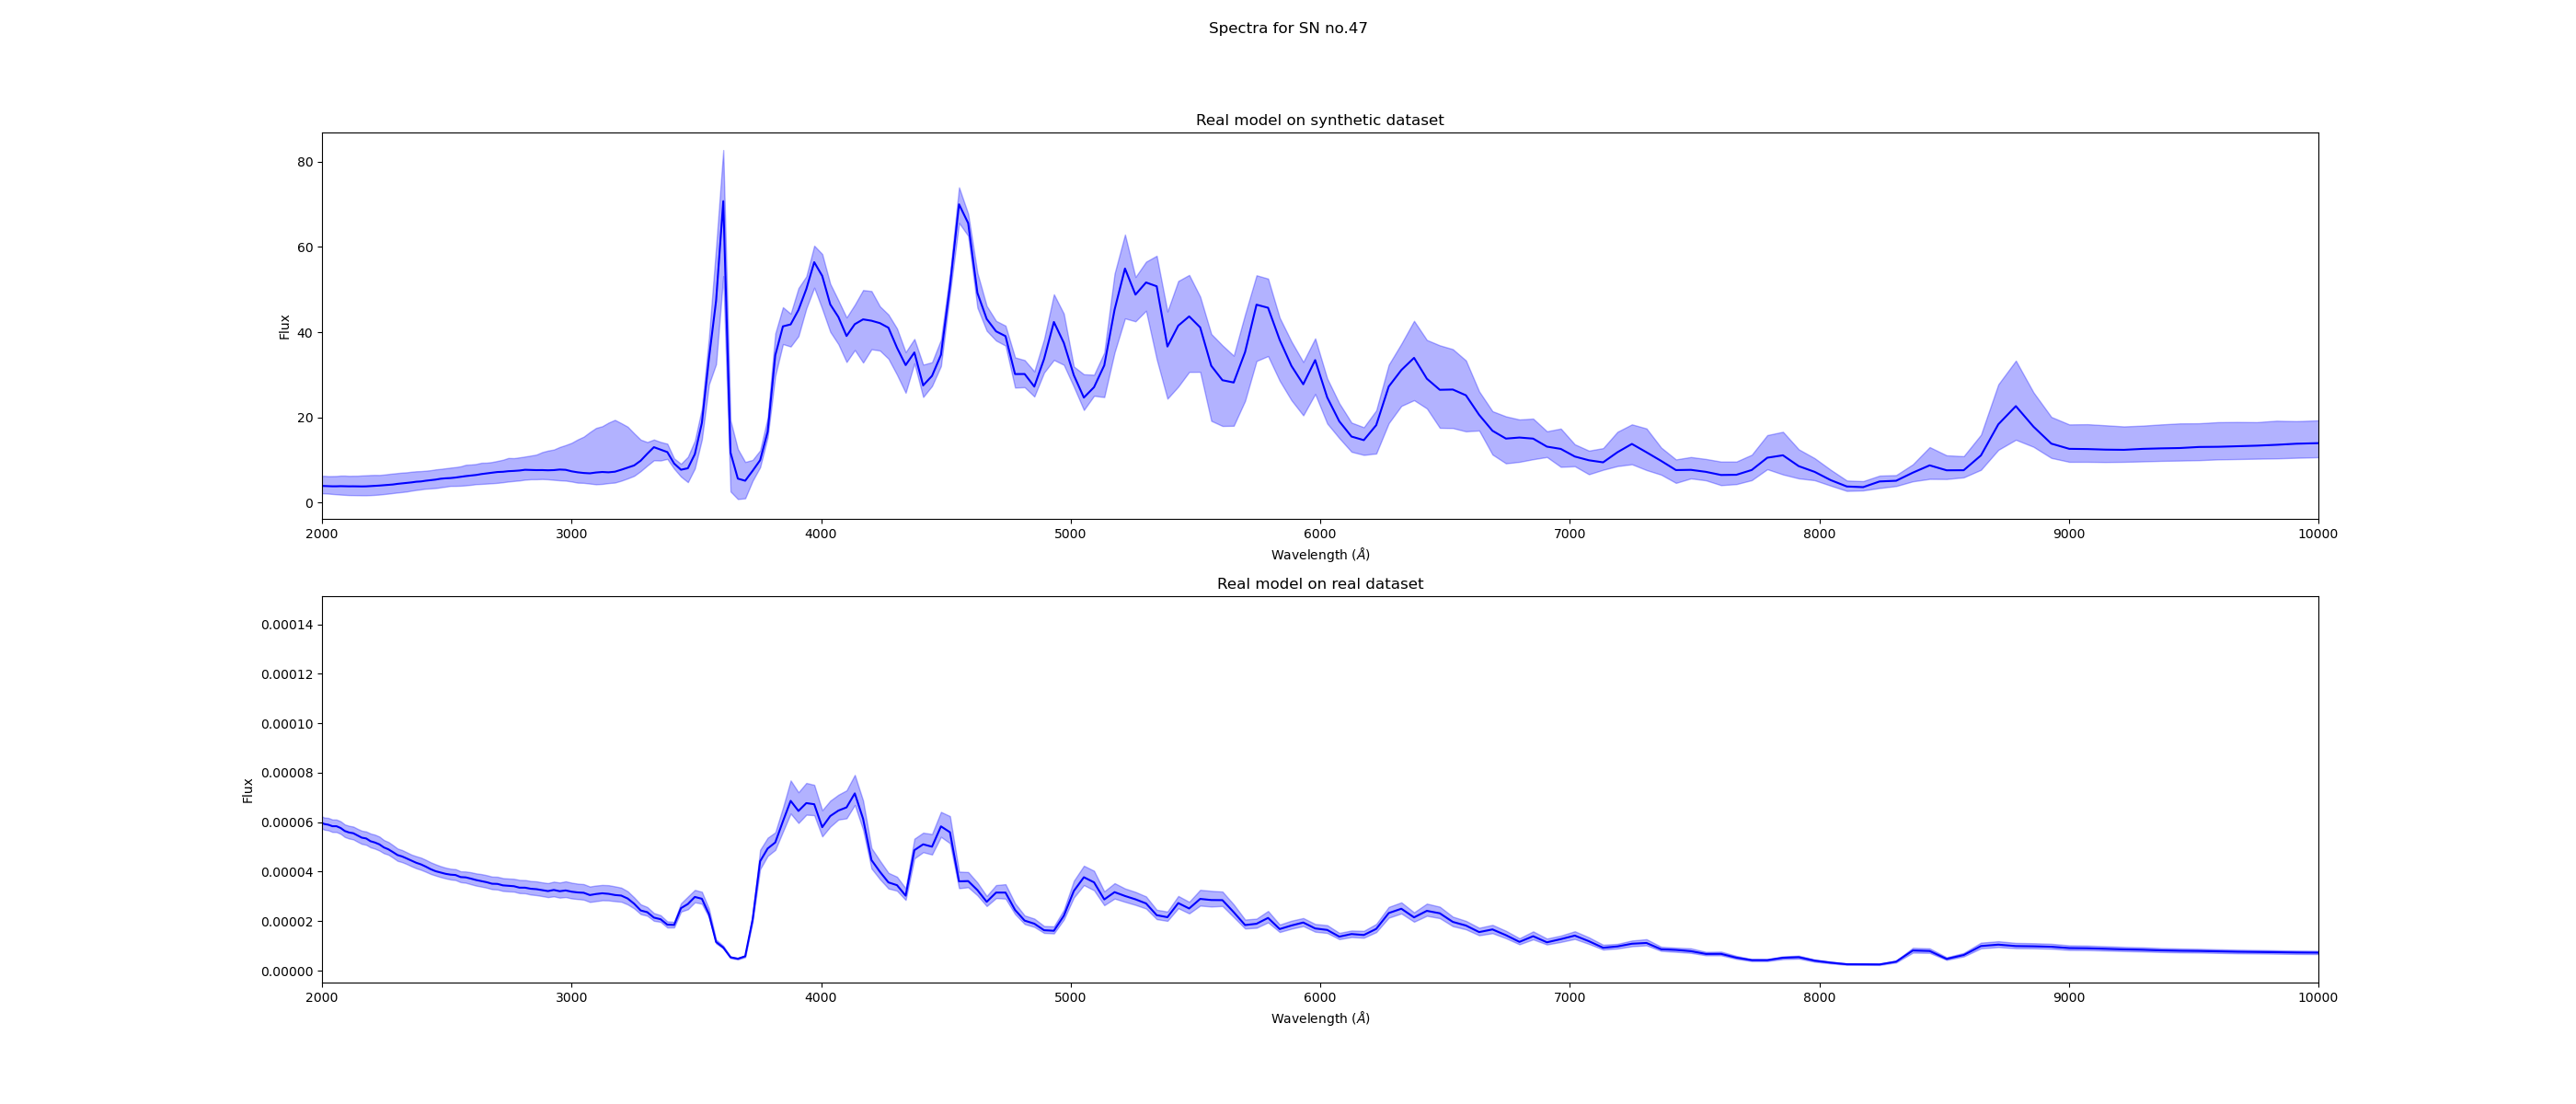 Spectra for SN no.47
Real model on synthetic dataset
80
60
40
20
0
Flux
2000 3000 4000 5000 6000 7000 8000 9000 10000
Wavelength (Å)
Real model on real dataset
0.00014
0.00012
0.00010
0.00008
0.00006
0.00004
0.00002
0.00000
Flux
2000 3000 4000 5000 6000 7000 8000 9000 10000
Wavelength (Å)